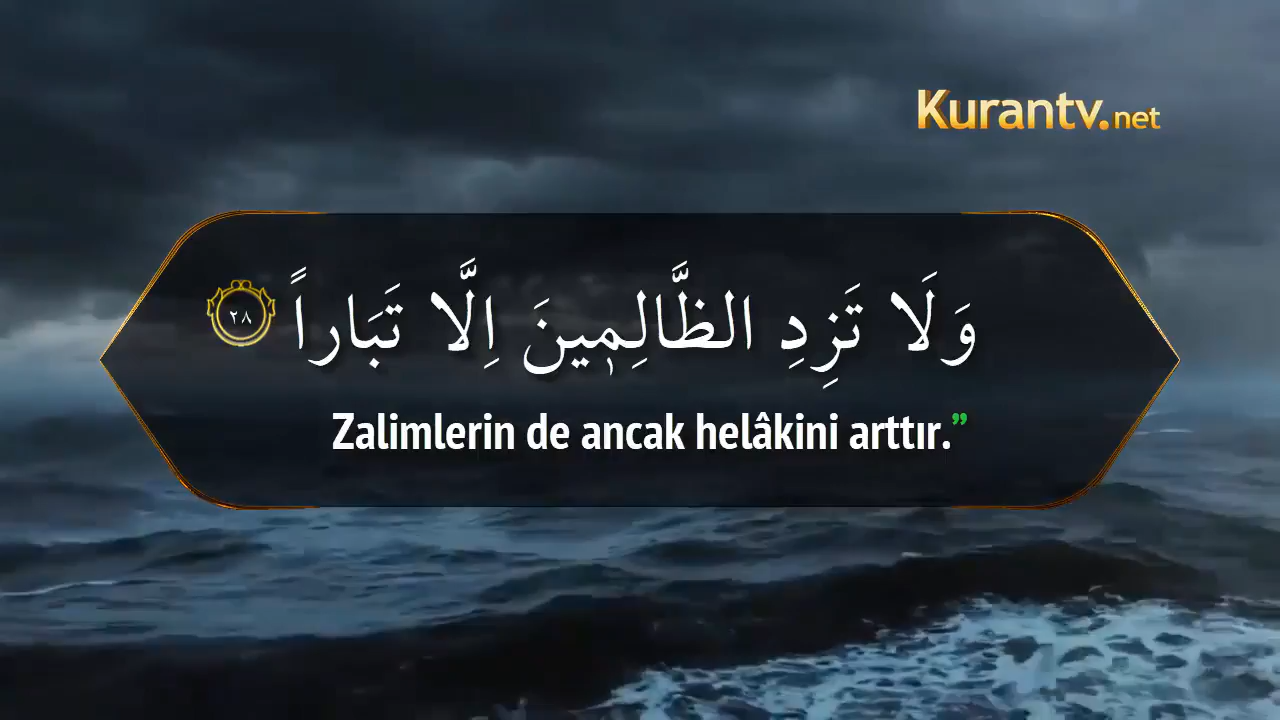 Kurantv.net
وَلَا تَزِدِ الظَّالِمٖينَ اِلَّا تَبَاراً ٢٨
Zalimlerin de ancak helâkini arttır.”